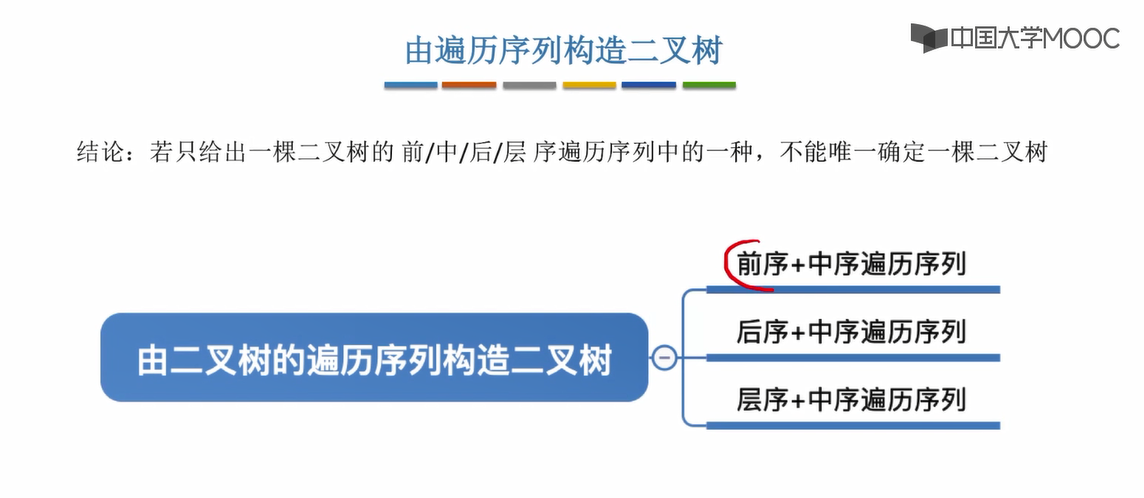 由遍历序列构造二叉树
中国大学MOOC
结论：若只给出一棵二叉树的 前/中/后/层 序遍历序列中的一种，不能唯一确定一棵二叉树
由二叉树的遍历序列构造二叉树
前序+中序遍历序列
后序+中序遍历序列
层序+中序遍历序列